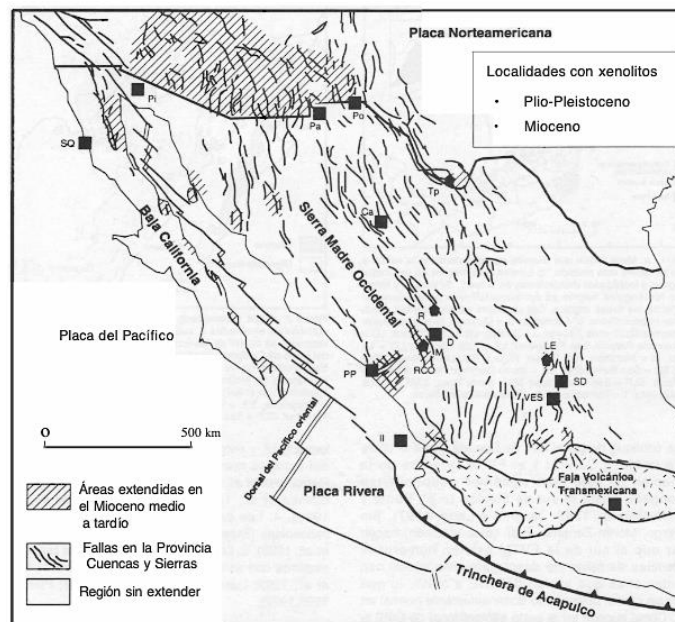 Placa Norteamericana
Localidades con xenolitos
Plio-Pleistoceno
Mioceno
Pi
Pa
Po
SQ
Tp
Ca
Sierra Madre Occidental
Baja California
Placa del Pacífico
R
D
M
RCO
LE
SD
VES
PP
O
500 km
Dorsal del Pacífico oriental
II
Placa Rivera
Faja Volcánica
Transmexicana
T
Áreas extendidas en
el Mioceno medio
a tardío
Fallas en la Provincia
Cuencas y Sierras
Región sin extender
Trinchera de Acapulco